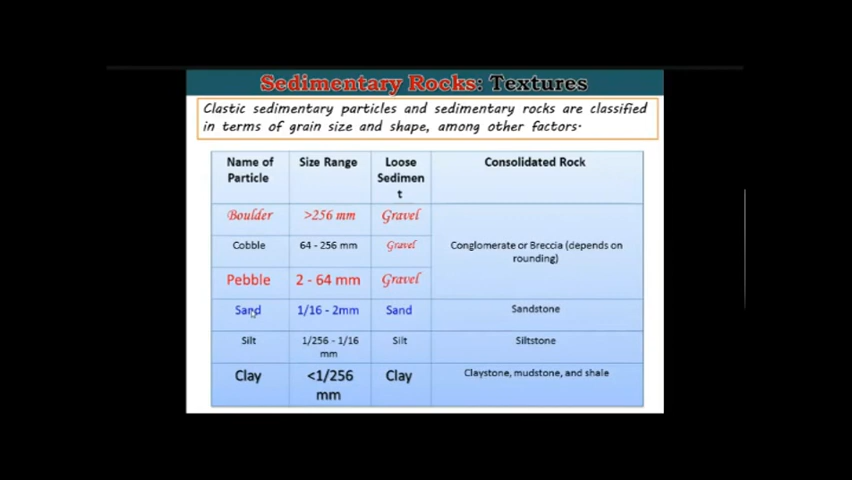 Sedimentary Rocks: Textures
Clastic sedimentary particles and sedimentary rocks are classified
in terms of grain size and shape, among other factors.
Name of Particle Size Range Loose Sedimen t Consolidated Rock
Boulder >256 mm Gravel
Cobble 64 - 256 mm Gravel Conglomerate or Breccia (depends on rounding)
Pebble 2 - 64 mm Gravel
Sand 1/16 - 2mm Sand Sandstone
Silt 1/256 - 1/16 mm Silt Siltstone
Clay <1/256 mm Clay Claystone, mudstone, and shale